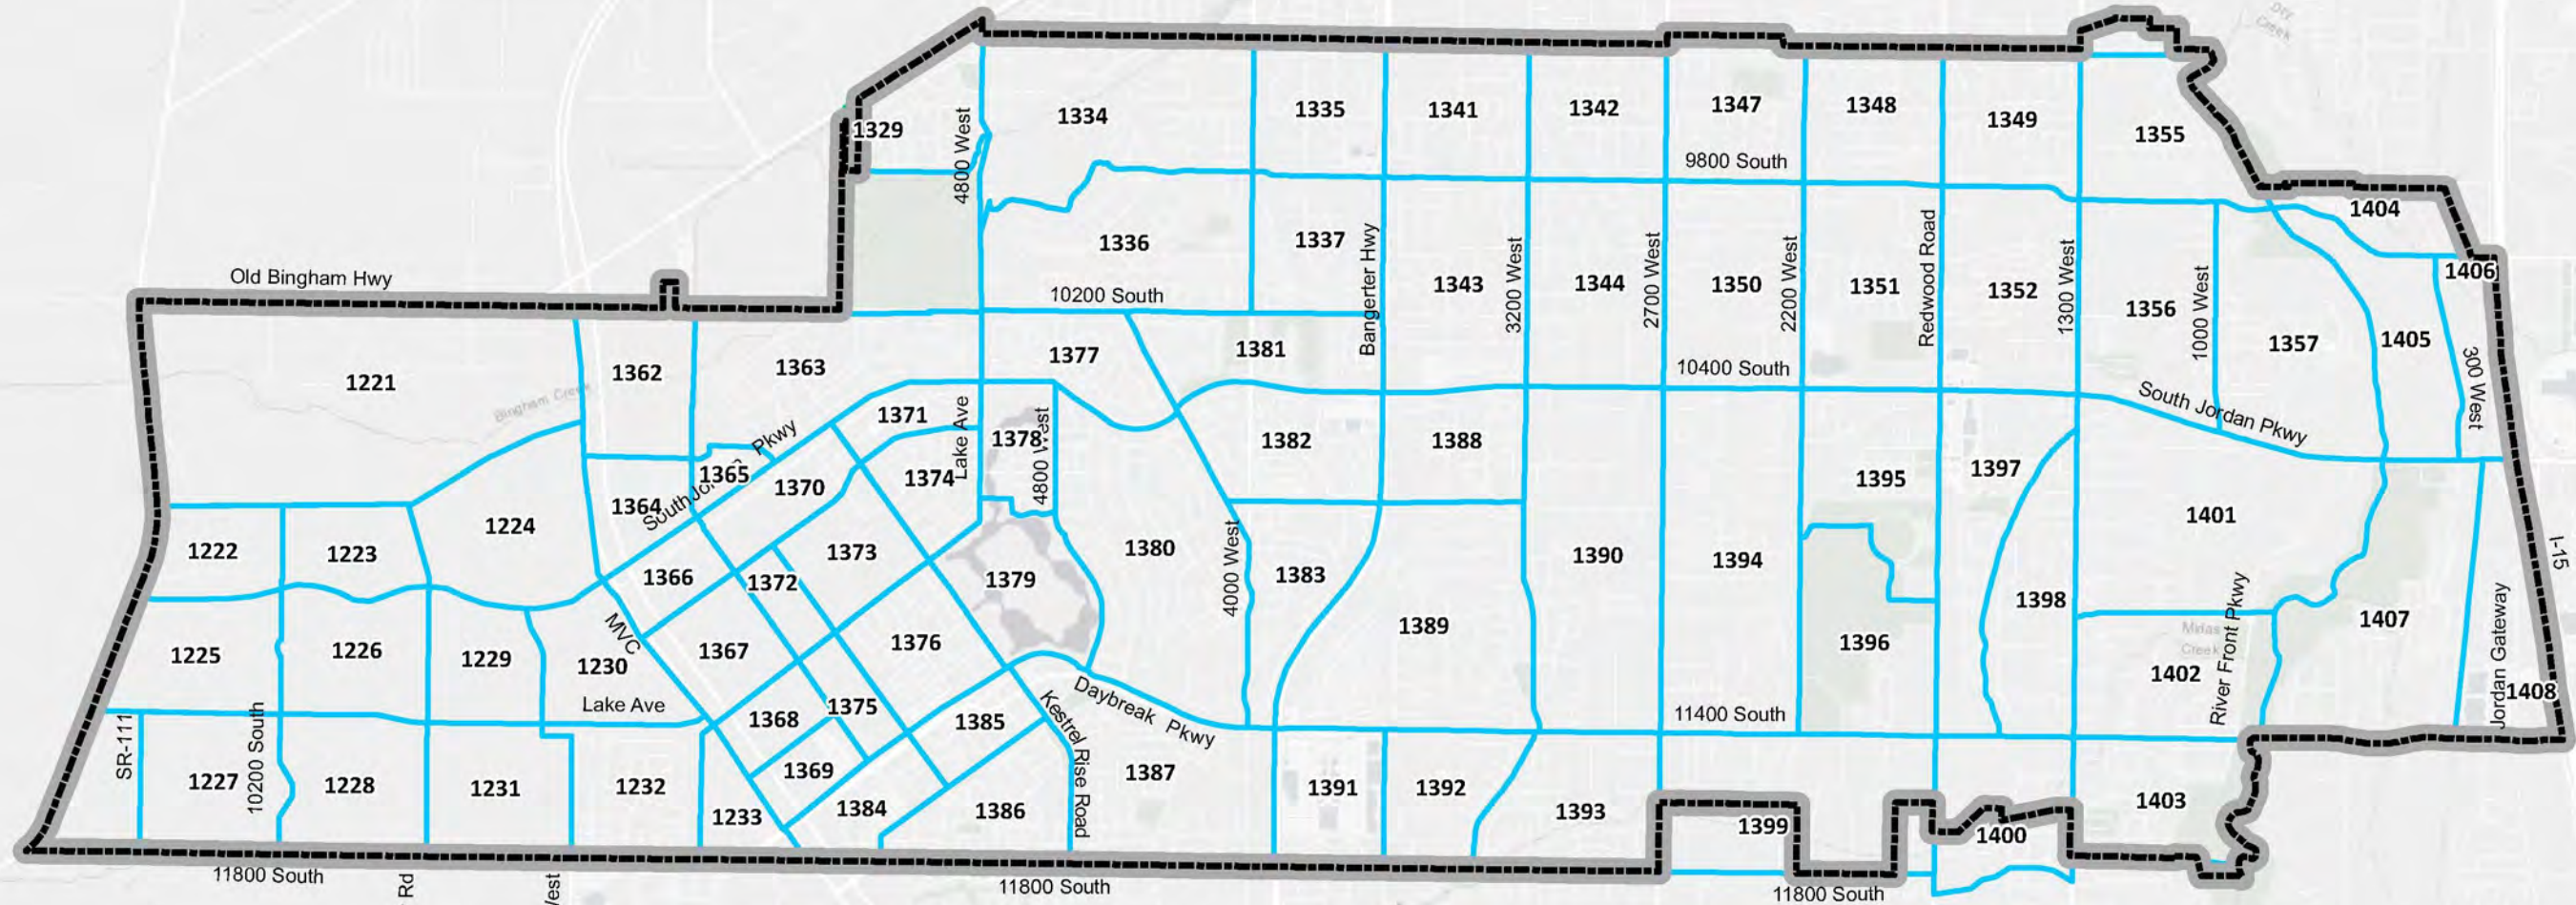 Dry
Creek
1329
4800 West
1334
1335
1341
1342
1347
1348
1349
1355
9800 South
1404
1336
1337
Bangerter Hwy
1343
3200 West
1344
2700 West
1350
2200 West
1351
Redwood Road
1352
1300 West
1356
1000 West
1357
1405
1406
300 West
Old Bingham Hwy
10200 South
1221
Bingham Creek
1362
1363
1377
1381
10400 South
South Jordan Pkwy
1371
Lake Ave
1378
4800 West
1382
1388
1395
1397
1364
1365
South Jor
Pkwy
1370
1374
1401
1222
1223
1224
1366
1372
1373
1379
1380
4000 West
1383
1390
1394
1398
I-15
1225
1226
1229
1230
MVC
1367
1376
1389
1396
Midas
Creek
1402
River Front Pkwy
1407
Jordan Gateway
1408
Lake Ave
1368
1375
1385
Kestrel Rise Road
Daybreak Pkwy
11400 South
SR-111
1227
10200 South
1228
1231
1232
1233
1369
1384
1386
1387
1391
1392
1393
1399
1400
1403
11800 South
Rd
West
11800 South
11800 South